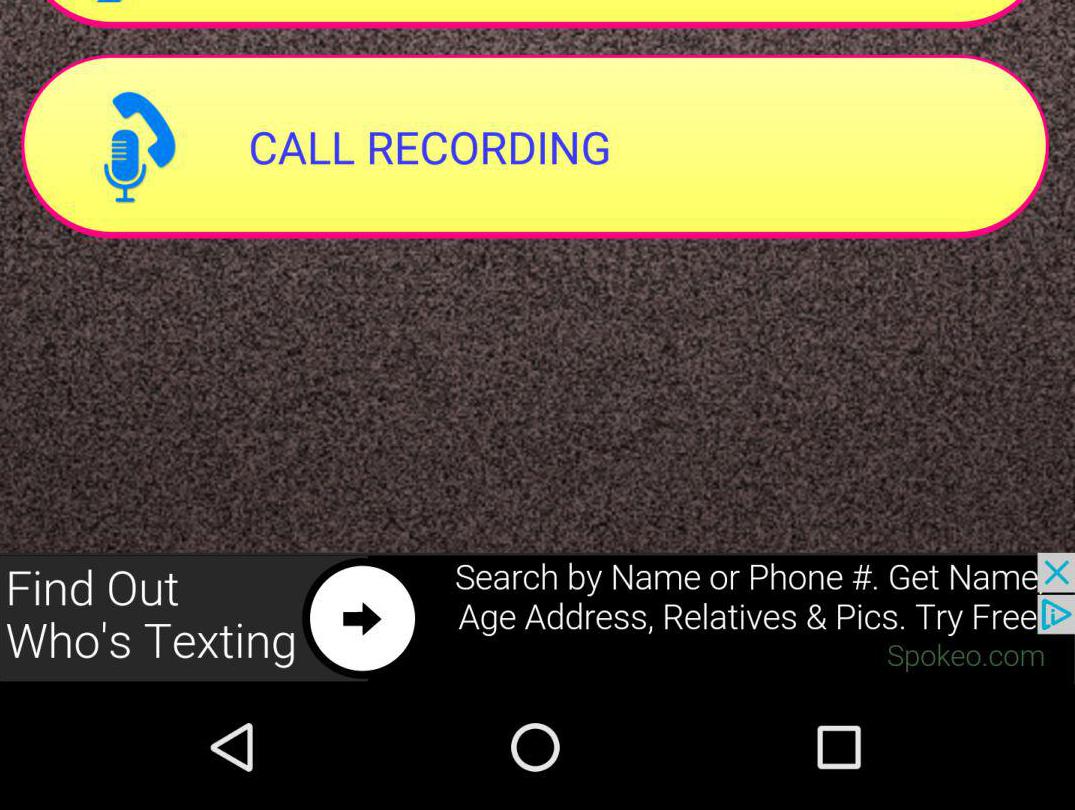 CALL RECORDING
Find Out
Who's Texting
Search by Name or Phone #. Get Name,
Age Address, Relatives & Pics. Try Free
Spokeo.com